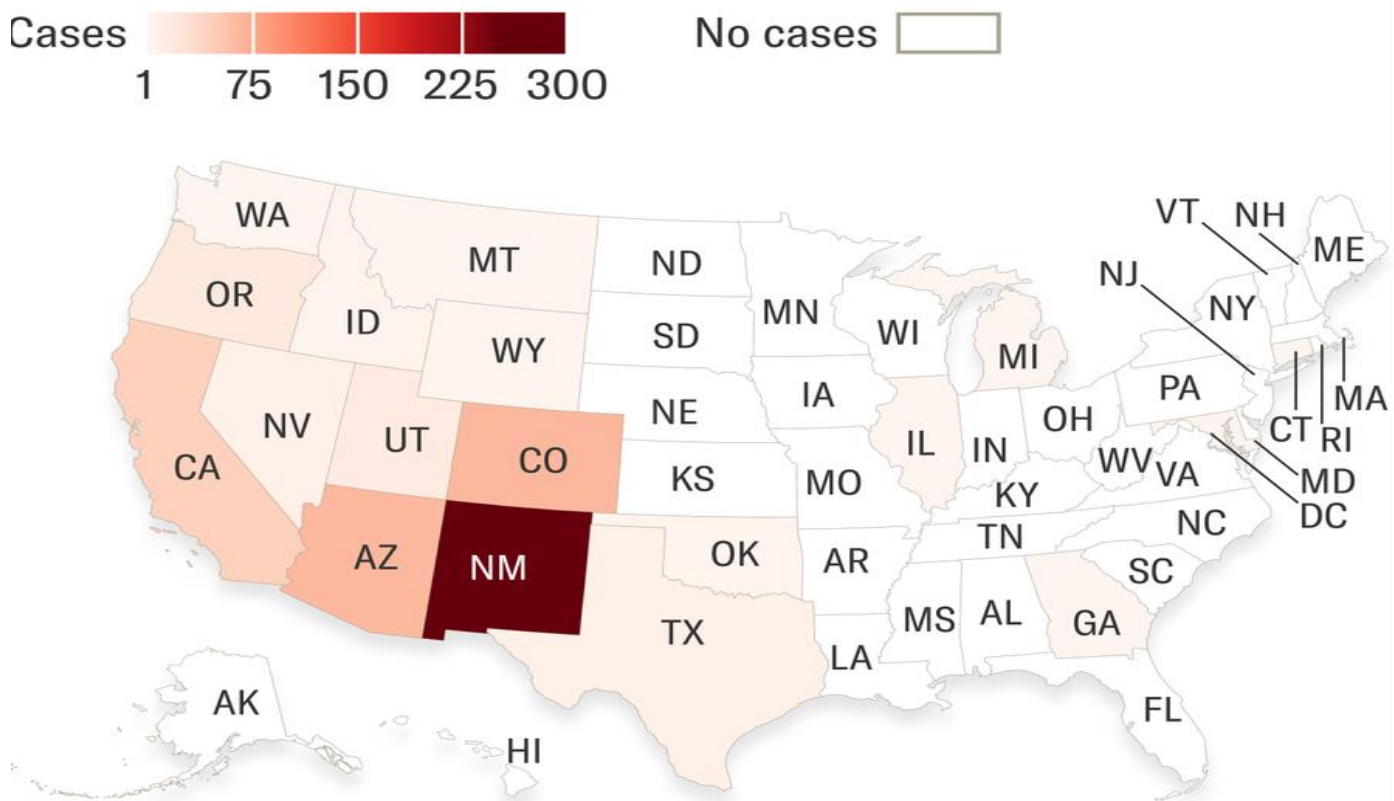 Cases
No cases
1 75 150 225 300
WA
VT NH
ME
MT
ND
NJ
OR
NY
ID
MN
SD
WI
WY
MI
PA
IA
MA
NE
OH
NV
CT RI
UT
IL
IN
CO
WV
VA
CA
KS
MO
MD
KY
DC
NC
TN
AZ
OK
AR
NM
SC
MS
AL
GA
TX
LA
AK
FL
HI